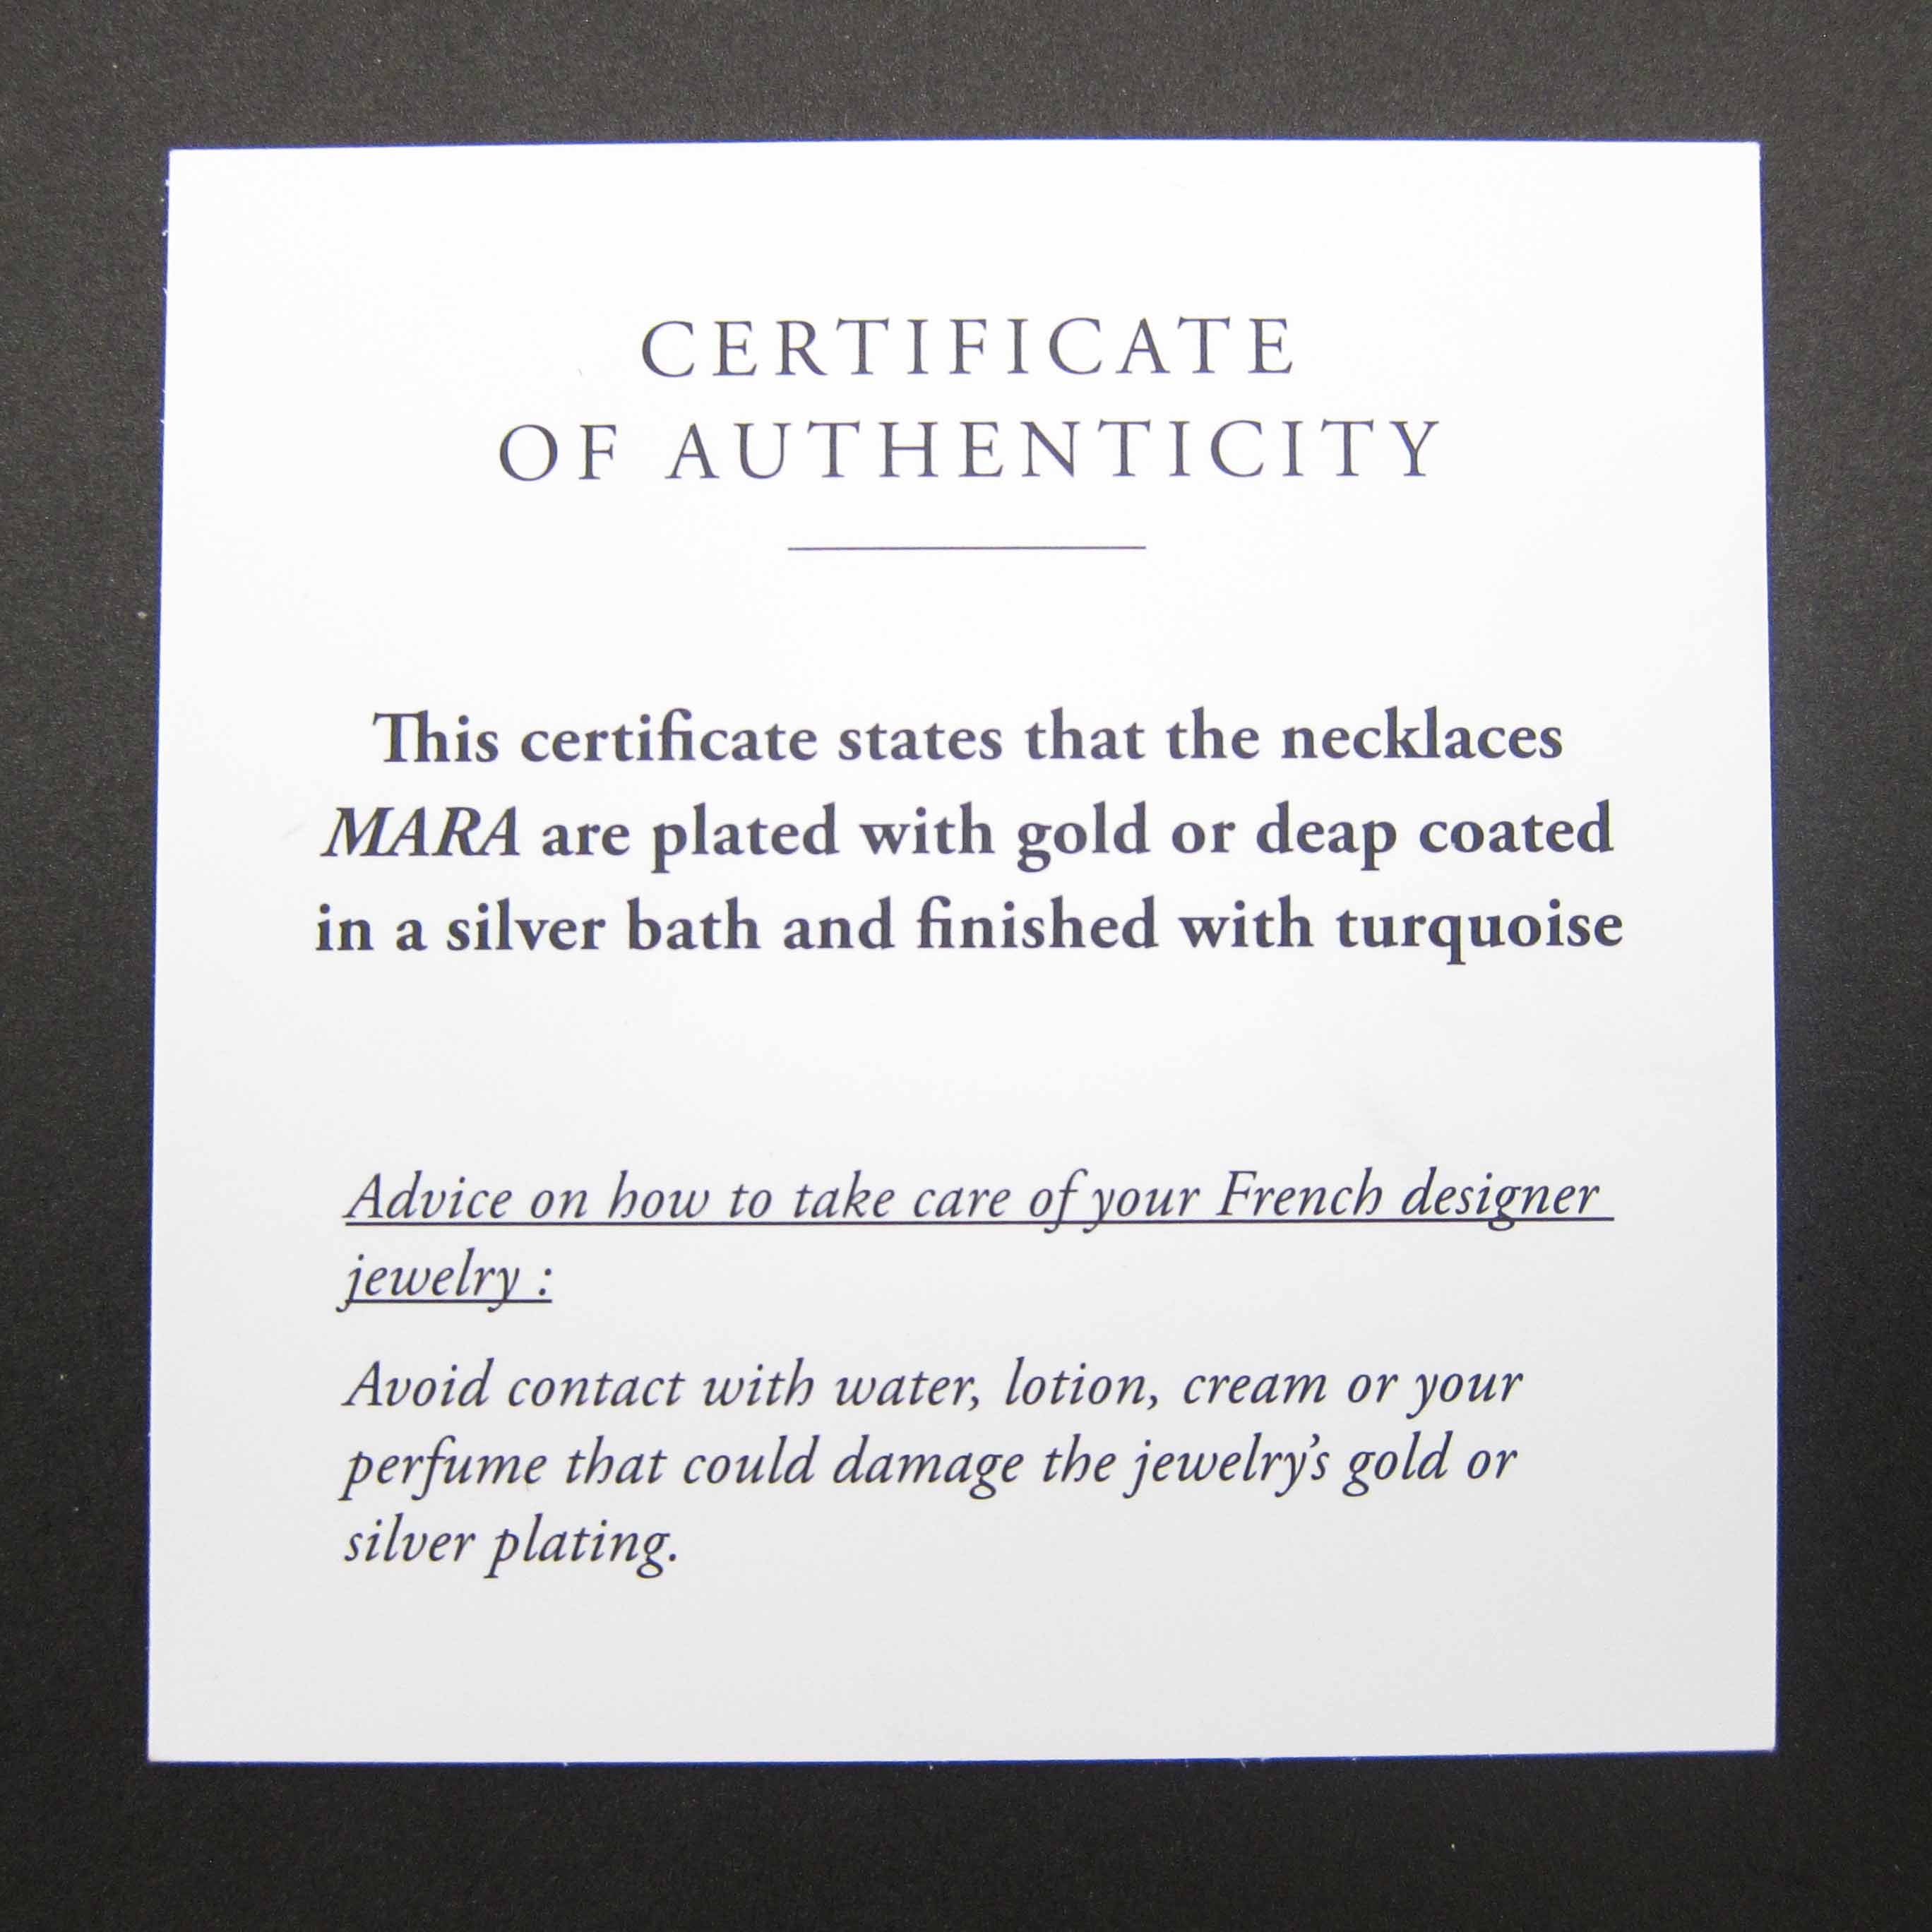 CERTIFICATE
OF AUTHENTICITY
This certificate states that the necklaces
MARA are plated with gold or deap coated
in a silver bath and finished with turquoise
Advice on how to take care of your French designer
jewelry :
Avoid contact with water, lotion, cream or your
perfume that could damage the jewelry’s gold or
silver plating.